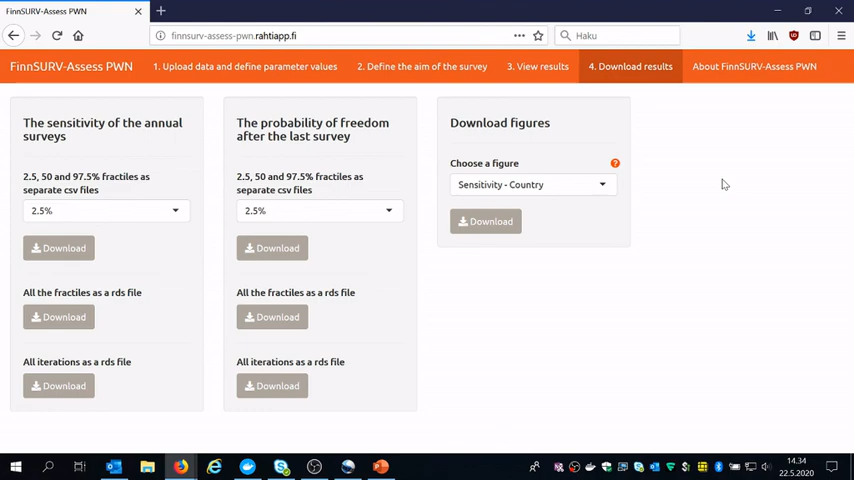 FinnSURV-Assess PWN
finnsurv-assess-pwn.rahtiapp.fi
Haku
FinnSURV-Assess PWN
1. Upload data and define parameter values
2. Define the aim of the survey
3. View results
4. Download results
About FinnSURV-Assess PWN
The sensitivity of the annual
surveys
2.5, 50 and 97.5% fractiles as
separate csv files
2.5%
Download
All the fractiles as a rds file
Download
All iterations as a rds file
Download
The probability of freedom
after the last survey
2.5, 50 and 97.5% fractiles as
separate csv files
2.5%
Download
All the fractiles as a rds file
Download
All iterations as a rds file
Download
Download figures
Choose a figure
?
Sensitivity - Country
Download
14.34
22.5.2020